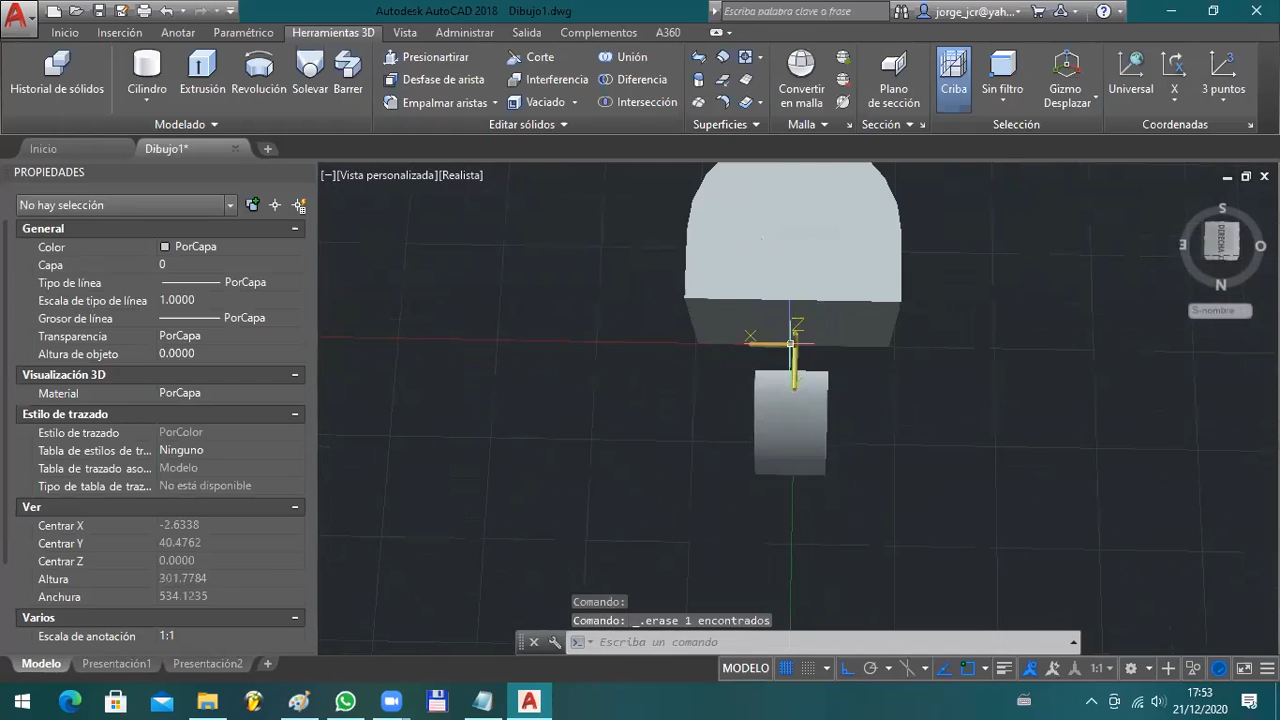 Autodesk AutoCAD 2018 Dibujo1.dwg
Escriba palabra clave o frase
jorge_jcr@yah...
Inicio Inserción Anotar Paramétrico Herramientas 3D Vista Administrar Salida Complementos A360
Historial de sólidos
Cilindro
Extrusión
Revolución
Solevar
Barrer
Modelado
Presionartirar
Desfase de arista
Empalmar aristas
Corte
Interferencia
Vaciado
Unión
Diferencia
Intersección
Editar sólidos
Superficies
Convertir
en malla
Malla
Plano
de sección
Sección
Criba
Sin filtro
Gizmo
Desplazar
Selección
Universal
X
3 puntos
Coordenadas
Inicio
Dibujo1*
PROPIEDADES
No hay selección
General
Color PorCapa
Capa 0
Tipo de línea PorCapa
Escala de tipo de línea 1.0000
Grosor de línea PorCapa
Transparencia PorCapa
Altura de objeto 0.0000
Visualización 3D
Material PorCapa
Estilo de trazado
Estilo de trazado PorColor
Tabla de estilos de tr... Ninguno
Tabla de trazado aso... Modelo
Tipo de tabla de traz... No está disponible
Ver
Centrar X -2.6338
Centrar Y 40.4762
Centrar Z 0.0000
Altura 301.7784
Anchura 534.1235
Varios
Escala de anotación 1:1
[−][Vista personalizada][Realista]
X
Z
S
E
O
N
DERECHA
S-nombre
Comando:
Comando: _.erase 1 encontrados
Escriba un comando
Modelo Presentación1 Presentación2
MODELO
1:1
17:53
21/12/2020